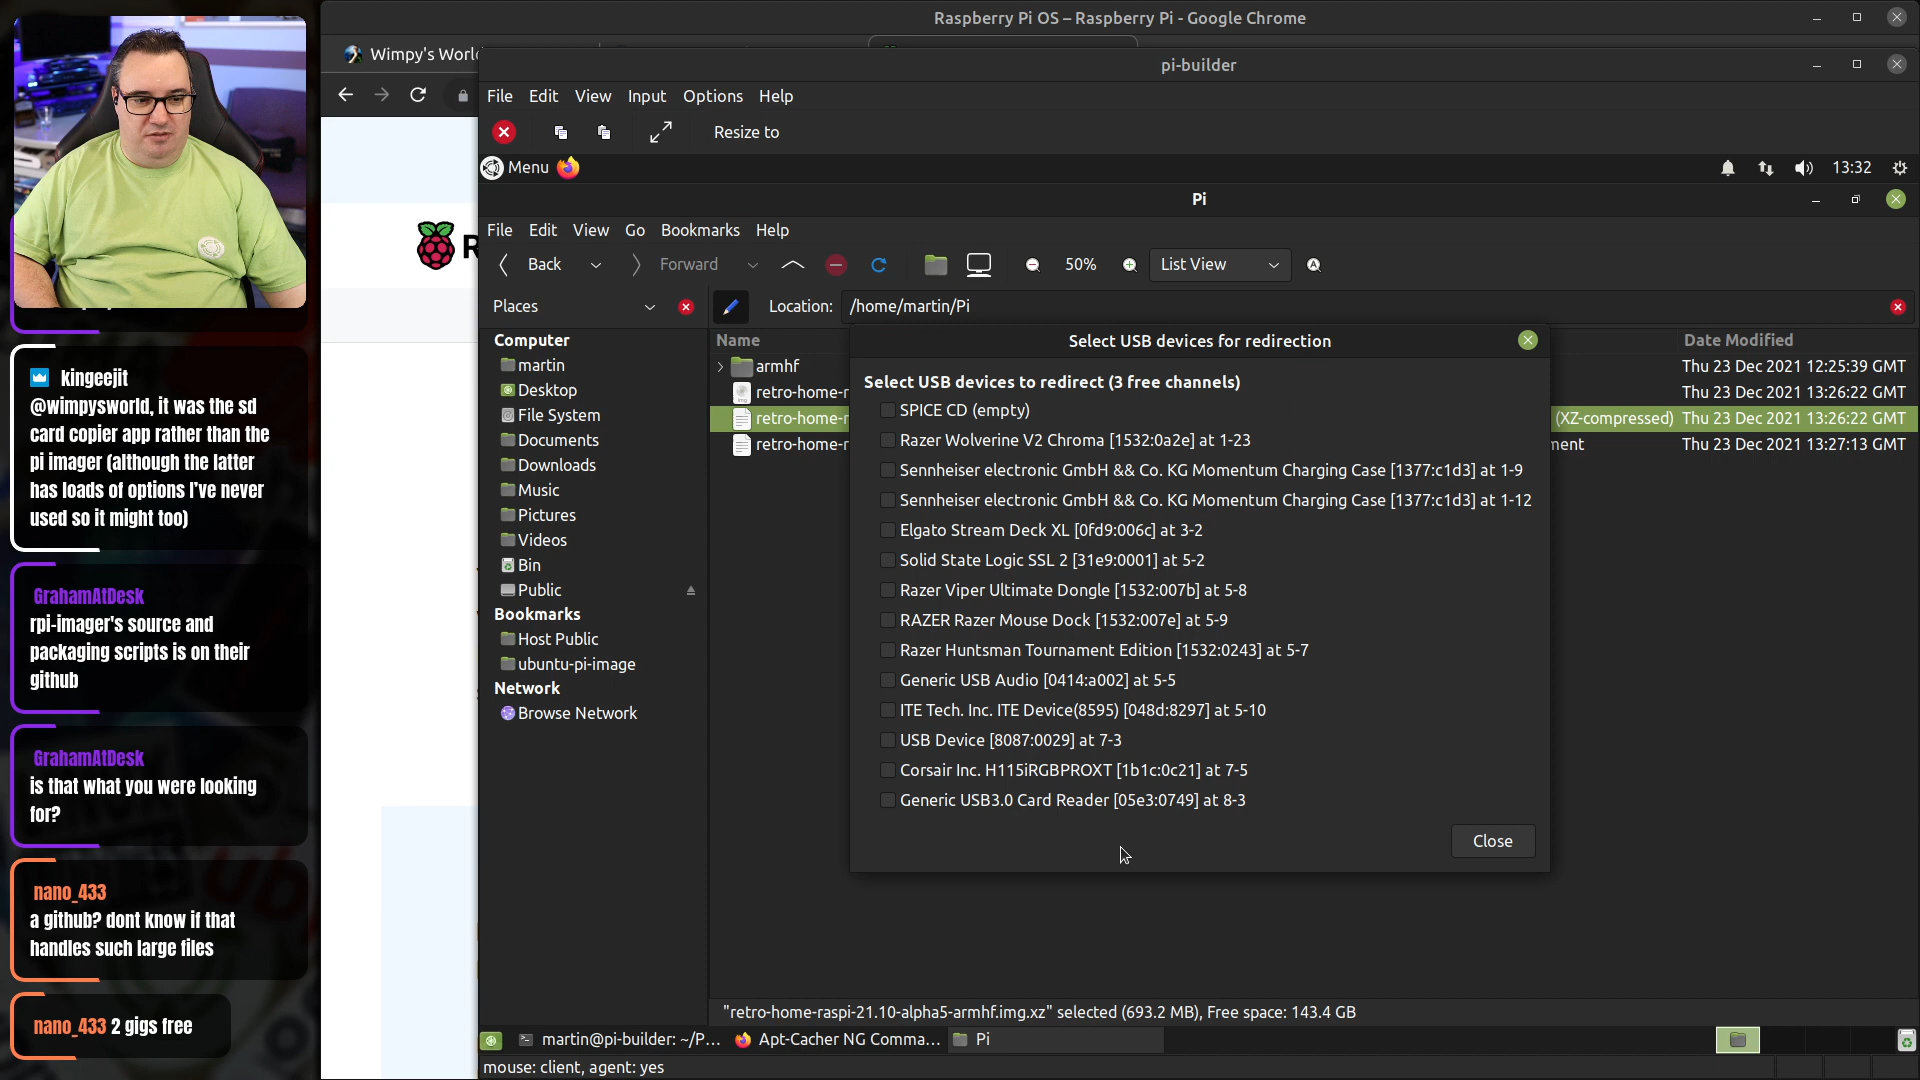 Raspberry Pi OS – Raspberry Pi - Google Chrome
Wimpy's Worl
pi-builder
File Edit View Input Options Help
Resize to
Menu
13:32
Pi
File Edit View Go Bookmarks Help
Back Forward 50% List View
Places
Location: /home/martin/Pi
Computer
martin
Desktop
File System
Documents
Downloads
Music
Pictures
Videos
Bin
Public
Bookmarks
Host Public
ubuntu-pi-image
Network
Browse Network
Name Date Modified
armhf Thu 23 Dec 2021 12:25:39 GMT
retro-home-r Thu 23 Dec 2021 13:26:22 GMT
retro-home-r (XZ-compressed) Thu 23 Dec 2021 13:26:22 GMT
retro-home-r ment Thu 23 Dec 2021 13:27:13 GMT
Select USB devices for redirection
Select USB devices to redirect (3 free channels)
SPICE CD (empty)
Razer Wolverine V2 Chroma [1532:0a2e] at 1-23
Sennheiser electronic GmbH && Co. KG Momentum Charging Case [1377:c1d3] at 1-9
Sennheiser electronic GmbH && Co. KG Momentum Charging Case [1377:c1d3] at 1-12
Elgato Stream Deck XL [0fd9:006c] at 3-2
Solid State Logic SSL 2 [31e9:0001] at 5-2
Razer Viper Ultimate Dongle [1532:007b] at 5-8
RAZER Razer Mouse Dock [1532:007e] at 5-9
Razer Huntsman Tournament Edition [1532:0243] at 5-7
Generic USB Audio [0414:a002] at 5-5
ITE Tech. Inc. ITE Device(8595) [048d:8297] at 5-10
USB Device [8087:0029] at 7-3
Corsair Inc. H115iRGBPROXT [1b1c:0c21] at 7-5
Generic USB3.0 Card Reader [05e3:0749] at 8-3
Close
"retro-home-raspi-21.10-alpha5-armhf.img.xz" selected (693.2 MB), Free space: 143.4 GB
martin@pi-builder: ~/P... Apt-Cacher NG Comma... Pi
mouse: client, agent: yes
kingeejit
@wimpysworld, it was the sd
card copier app rather than the
pi imager (although the latter
has loads of options I've never
used so it might too)
GrahamAtDesk
rpi-imager's source and
packaging scripts is on their
github
GrahamAtDesk
is that what you were looking
for?
nano_433
a github? dont know if that
handles such large files
nano_433 2 gigs free